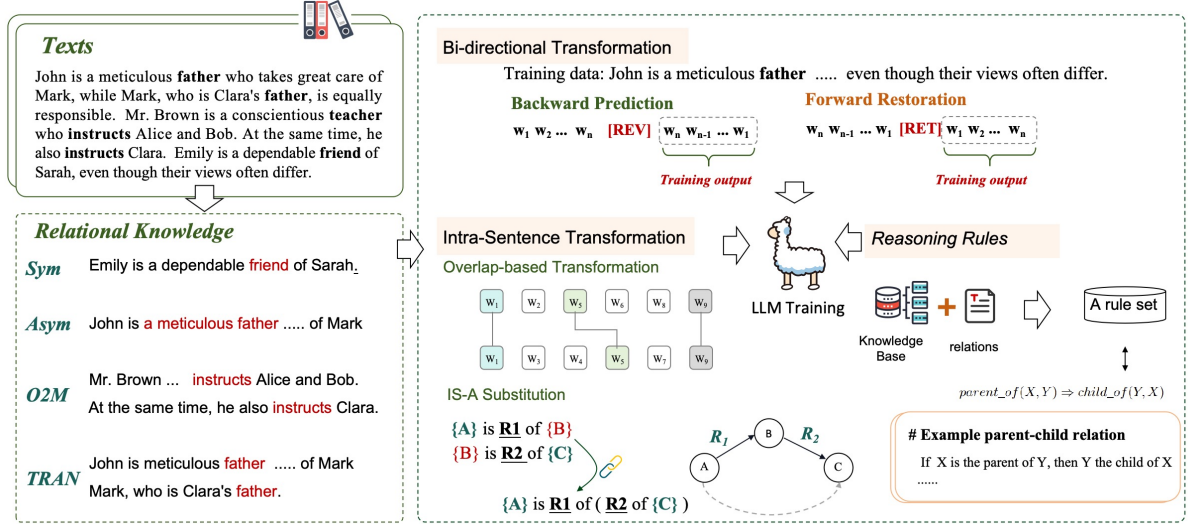 Texts
John is a meticulous father who takes great care of
Mark, while Mark, who is Clara's father, is equally
responsible. Mr. Brown is a conscientious teacher
who instructs Alice and Bob. At the same time, he
also instructs Clara. Emily is a dependable friend of
Sarah, even though their views often differ.
Relational Knowledge
Sym
Emily is a dependable friend of Sarah.
Asym
John is a meticulous father ..... of Mark
O2M
Mr. Brown ... instructs Alice and Bob.
At the same time, he also instructs Clara.
TRAN
John is meticulous father ..... of Mark
Mark, who is Clara's father.
Bi-directional Transformation
Training data: John is a meticulous father ..... even though their views often differ.
Backward Prediction
w1 w2 ... wn [REV] wn wn-1 ... w1
Training output
Forward Restoration
wn wn-1 ... w1 [RET] w1 w2 ... wn
Training output
Intra-Sentence Transformation
Overlap-based Transformation
w1 w2 w5 w6 w8 w9
w1 w3 w4 w5 w7 w9
IS-A Substitution
{A} is R1 of {B}
{B} is R2 of {C}
{A} is R1 of ( R2 of {C} )
R1 R2
A B C
LLM Training
Reasoning Rules
Knowledge
Base
relations
T
A rule set
parent_of(X,Y) ⇒ child_of(Y,X)
# Example parent-child relation
If X is the parent of Y, then Y the child of X
......